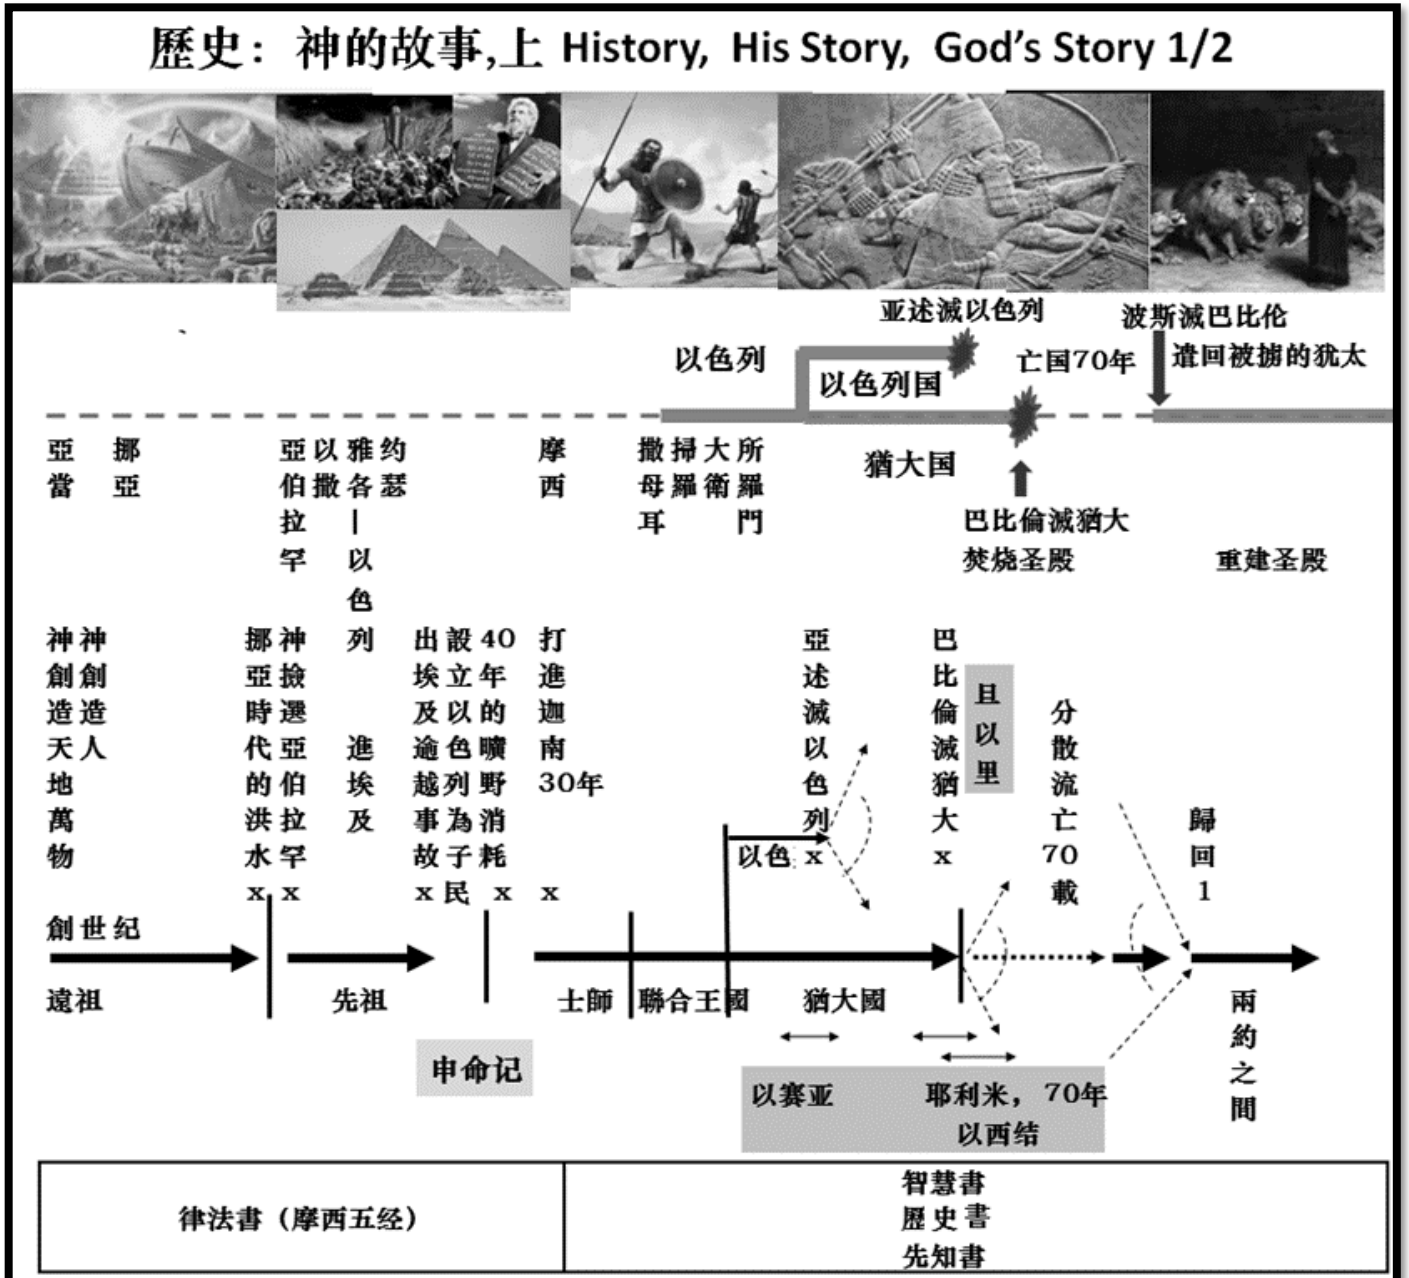 歷史：神的故事,上 History, His Story, God's Story 1/2
亚述滅以色列
波斯滅巴比伦
以色列
以色列国
亡国70年
遣回被掳的犹太
亞當
挪亞
亞伯拉罕
以撒
雅各—以色列
约瑟
摩西
撒母耳
掃羅
大衛
所羅門
猶大国
巴比倫滅猶大
焚烧圣殿
重建圣殿
神創造天地萬物
神創造人
挪亞時代的洪水x
神撿選亞伯拉罕x
進埃及
出埃及逾越事故x
設立以色列為子民
40年的曠野消耗x
打進迦南30年
x
亞述滅以色列x
巴比倫滅猶大x
且以里
分散流亡70載
歸回1
以色
創世纪
遠祖
先祖
士師
聯合王國
猶大國
兩約之間
申命记
以赛亚
耶利米，70年
以西结
律法書（摩西五经）
智慧書
歷史書
先知書